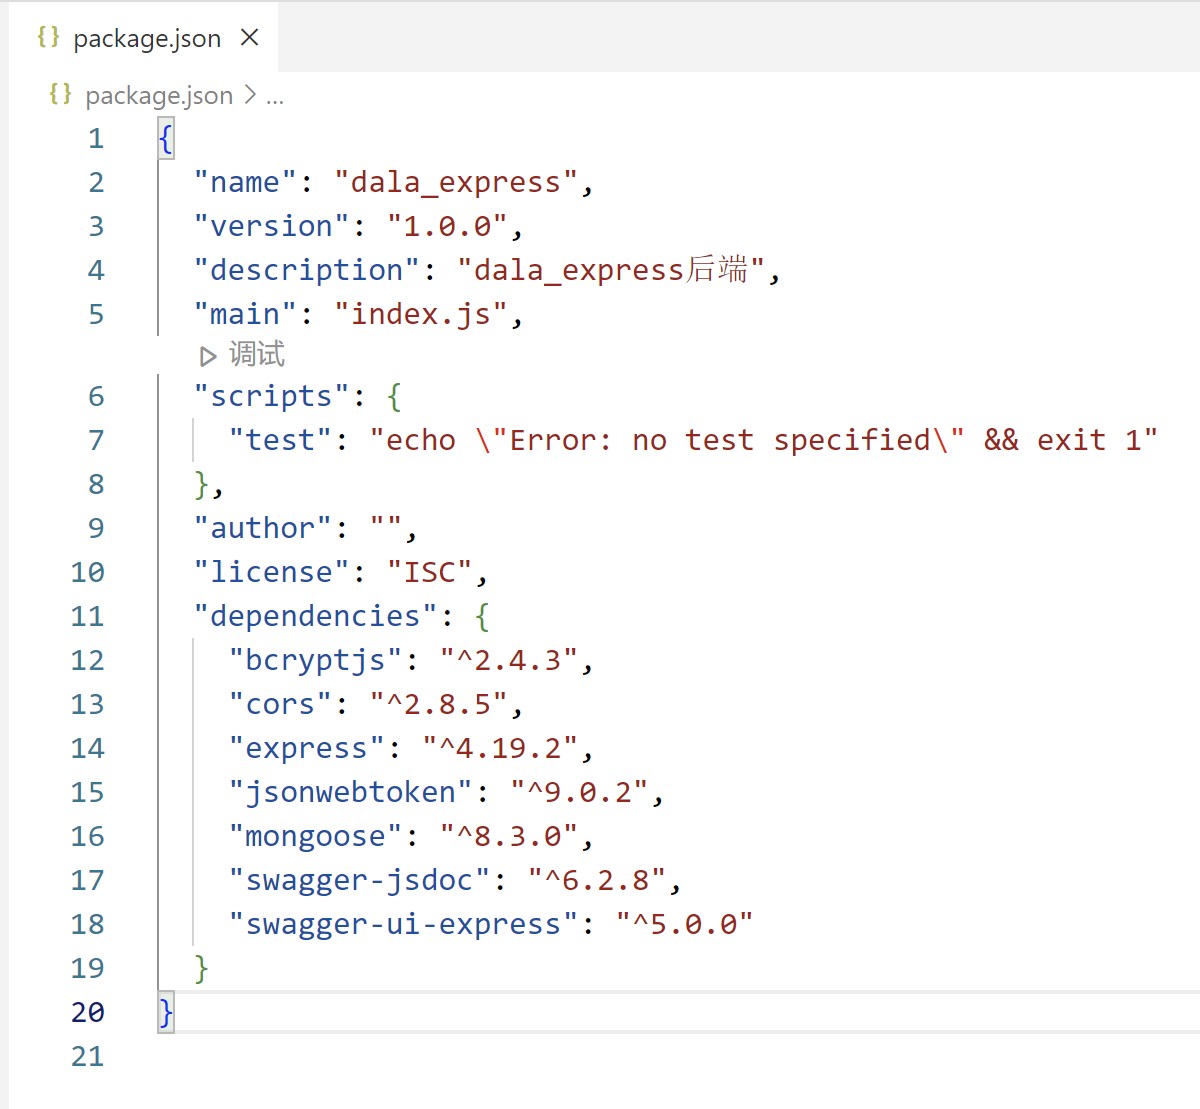 {} package.json ×
{} package.json > ...
1 {
2 "name": "dala_express",
3 "version": "1.0.0",
4 "description": "dala_express后端",
5 "main": "index.js",
▷ 调试
6 "scripts": {
7 "test": "echo \"Error: no test specified\" && exit 1"
8 },
9 "author": "",
10 "license": "ISC",
11 "dependencies": {
12 "bcryptjs": "^2.4.3",
13 "cors": "^2.8.5",
14 "express": "^4.19.2",
15 "jsonwebtoken": "^9.0.2",
16 "mongoose": "^8.3.0",
17 "swagger-jsdoc": "^6.2.8",
18 "swagger-ui-express": "^5.0.0"
19 }
20 }
21